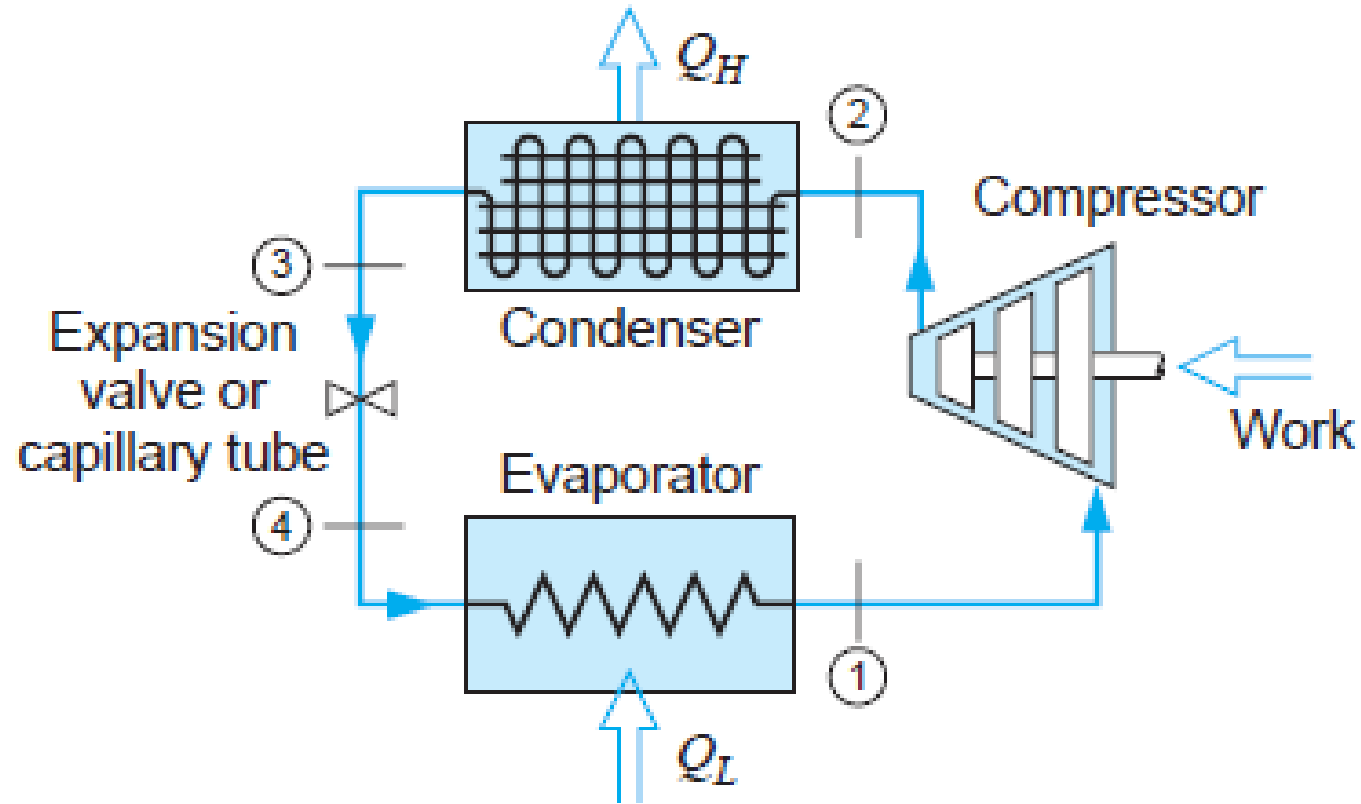 Q_H
2
Compressor
3
Condenser
Expansion
valve or
capillary tube
Work
Evaporator
4
1
Q_L